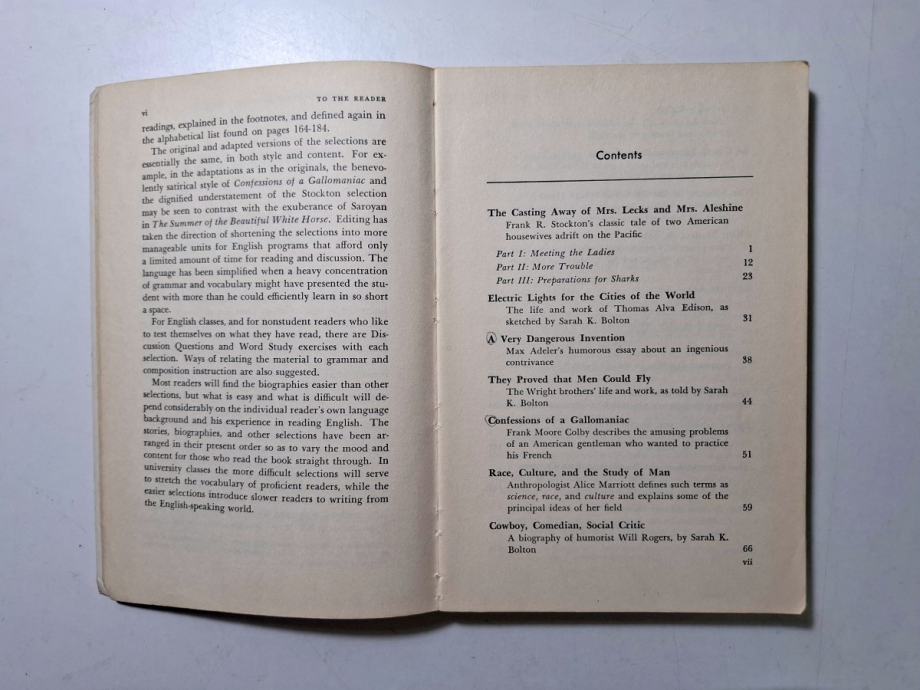 TO THE READER
vi
readings, explained in the footnotes, and defined again in
the alphabetical list found on pages 164-184.
The original and adapted versions of the selections are
essentially the same, in both style and content. For ex-
ample, in the adaptations as in the originals, the benevo-
lently satirical style of Confessions of a Gallomaniac and
the dignified understatement of the Stockton selection
may be seen to contrast with the exuberance of Saroyan
in The Summer of the Beautiful White Horse. Editing has
taken the direction of shortening the selections into more
manageable units for English programs that afford only
a limited amount of time for reading and discussion. The
language has been simplified when a heavy concentration
of grammar and vocabulary might have presented the stu-
dent with more than he could efficiently learn in so short
a space.
For English classes, and for nonstudent readers who like
to test themselves on what they have read, there are Dis-
cussion Questions and Word Study exercises with each
selection. Ways of relating the material to grammar and
composition instruction are also suggested.
Most readers will find the biographies easier than other
selections, but what is easy and what is difficult will de-
pend considerably on the individual reader's own language
background and his experience in reading English. The
stories, biographies, and other selections have been ar-
ranged in their present order so as to vary the mood and
content for those who read the book straight through. In
university classes the more difficult selections will serve
to stretch the vocabulary of proficient readers, while the
easier selections introduce slower readers to writing from
the English-speaking world.
Contents
The Casting Away of Mrs. Lecks and Mrs. Aleshine
Frank R. Stockton's classic tale of two American
housewives adrift on the Pacific
Part I: Meeting the Ladies 1
Part II: More Trouble 12
Part III: Preparations for Sharks 23
Electric Lights for the Cities of the World
The life and work of Thomas Alva Edison, as
sketched by Sarah K. Bolton 31
A Very Dangerous Invention
Max Adeler's humorous essay about an ingenious
contrivance 38
They Proved that Men Could Fly
The Wright brothers' life and work, as told by Sarah
K. Bolton 44
Confessions of a Gallomaniac
Frank Moore Colby describes the amusing problems
of an American gentleman who wanted to practice
his French 51
Race, Culture, and the Study of Man
Anthropologist Alice Marriott defines such terms as
science, race, and culture and explains some of the
principal ideas of her field 59
Cowboy, Comedian, Social Critic
A biography of humorist Will Rogers, by Sarah K.
Bolton 66
vii